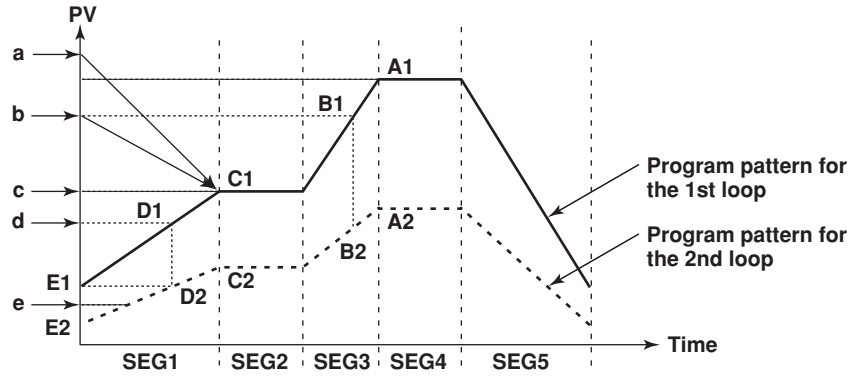 PV
a
A1
b
B1
c
C1
d
D1
Program pattern for
the 1st loop
A2
Program pattern for
the 2nd loop
B2
C2
E1
D2
e
E2
Time
SEG1 SEG2 SEG3 SEG4 SEG5